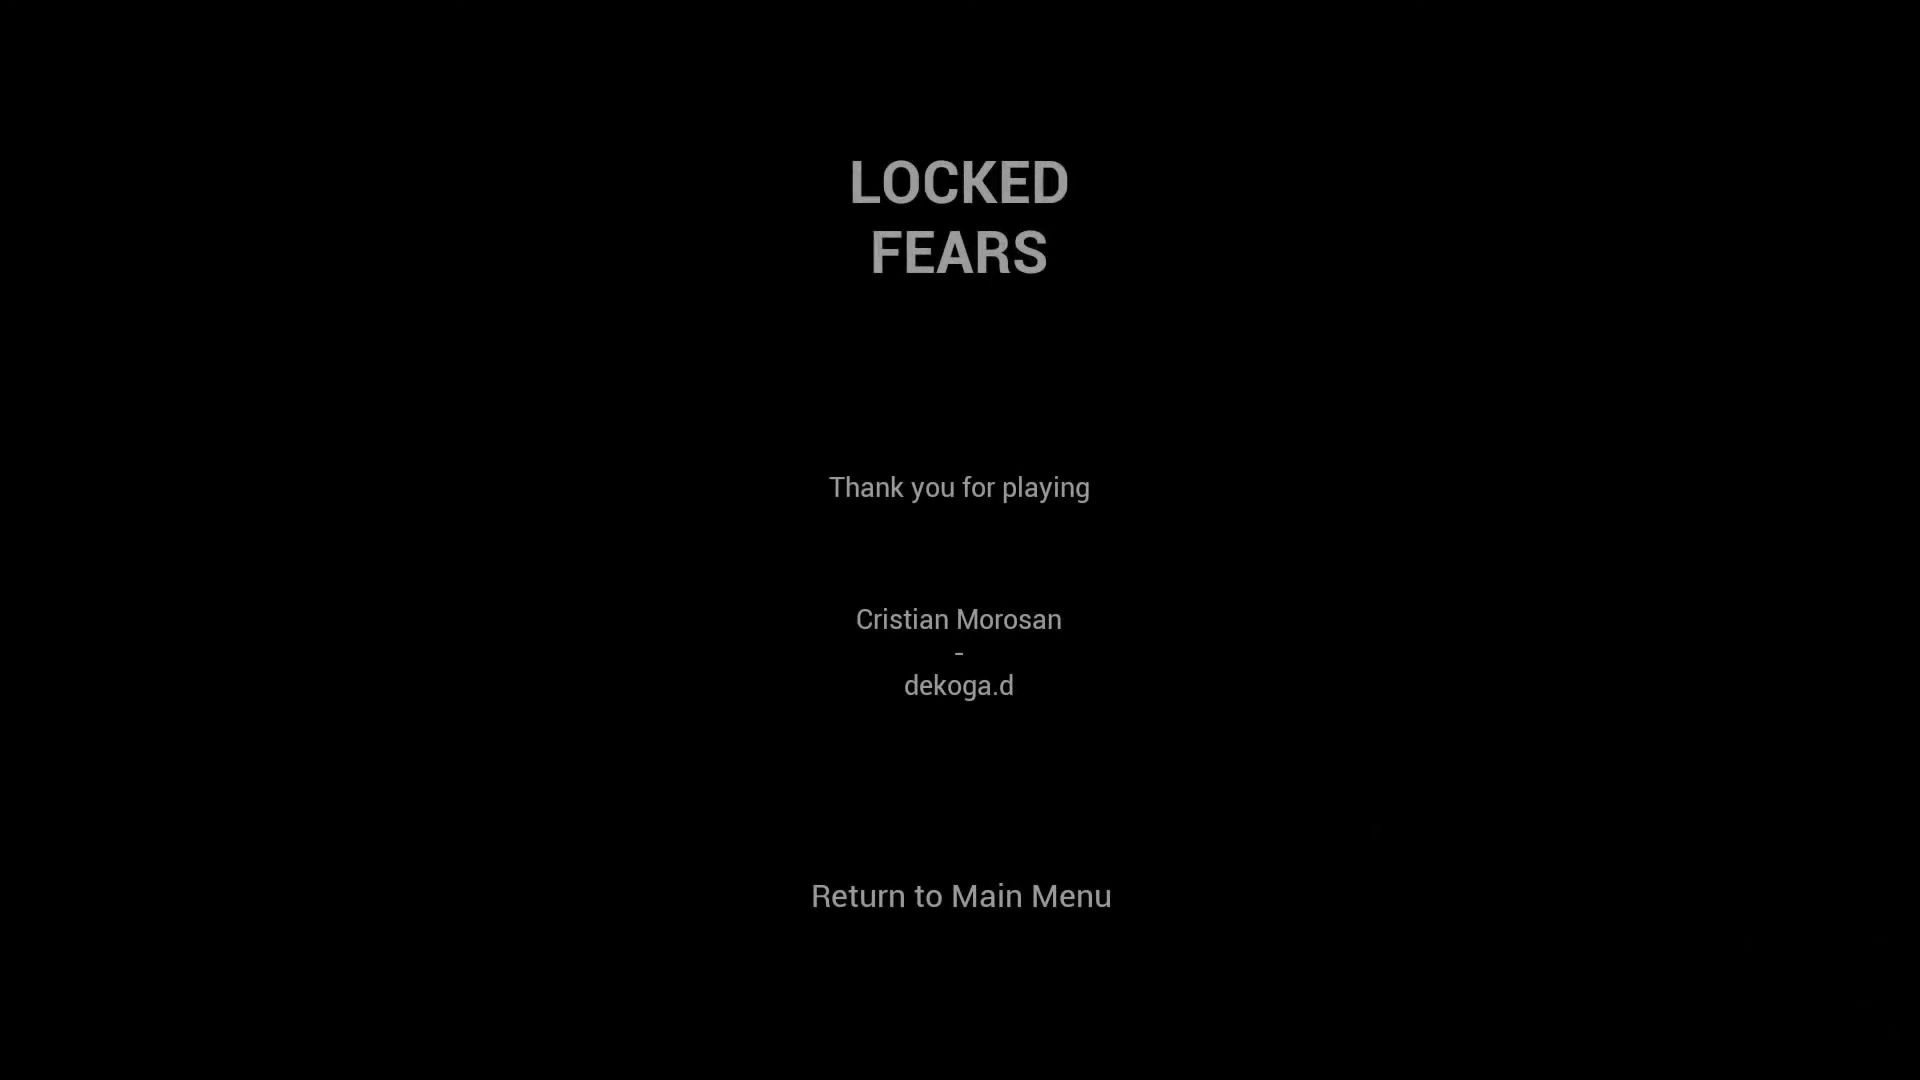 LOCKED
FEARS
Thank you for playing
Cristian Morosan
-
dekoga.d
Return to Main Menu